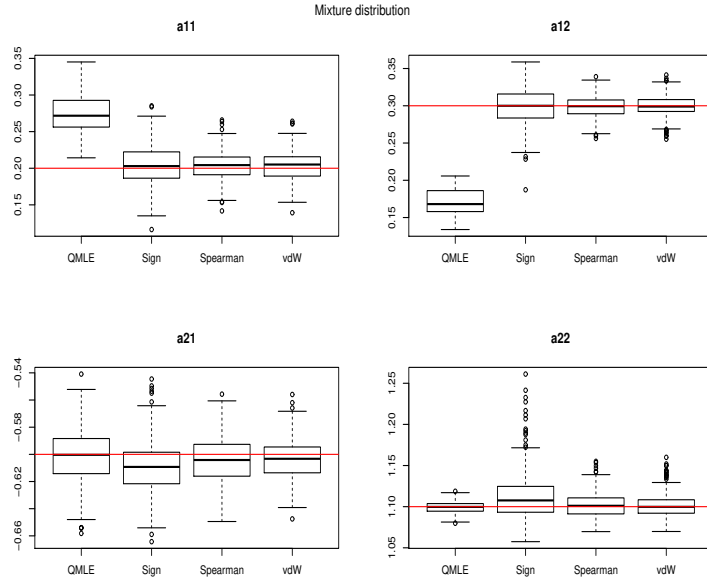 Mixture distribution
a11
a12
0.35
0.30
0.25
0.20
0.15
QMLE Sign Spearman vdW
0.35
0.30
0.25
0.20
0.15
QMLE Sign Spearman vdW
a21
a22
−0.54
−0.58
−0.62
−0.66
QMLE Sign Spearman vdW
1.25
1.20
1.15
1.10
1.05
QMLE Sign Spearman vdW